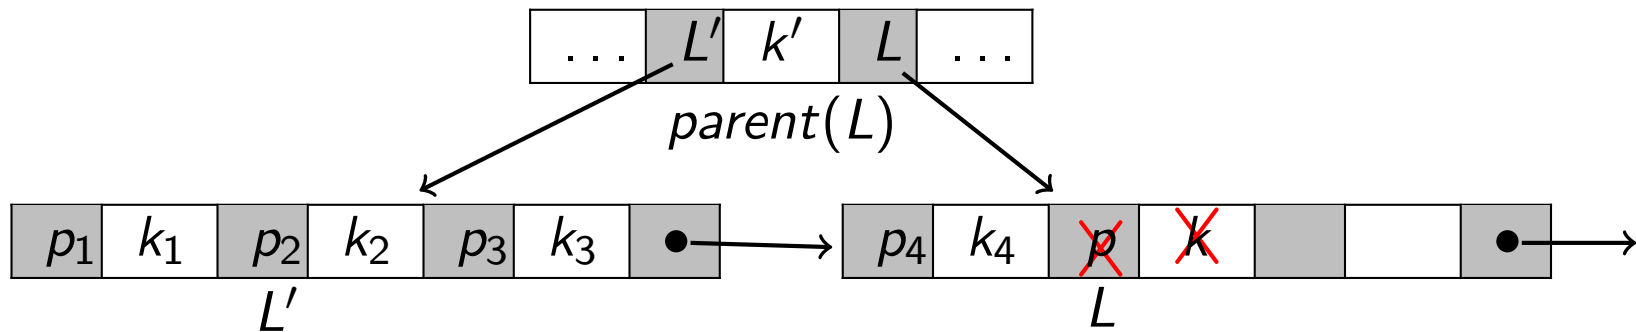 ... L′ k′ L ...
parent(L)
p₁ k₁ p₂ k₂ p₃ k₃ p₄ k₄ p k
L′ L